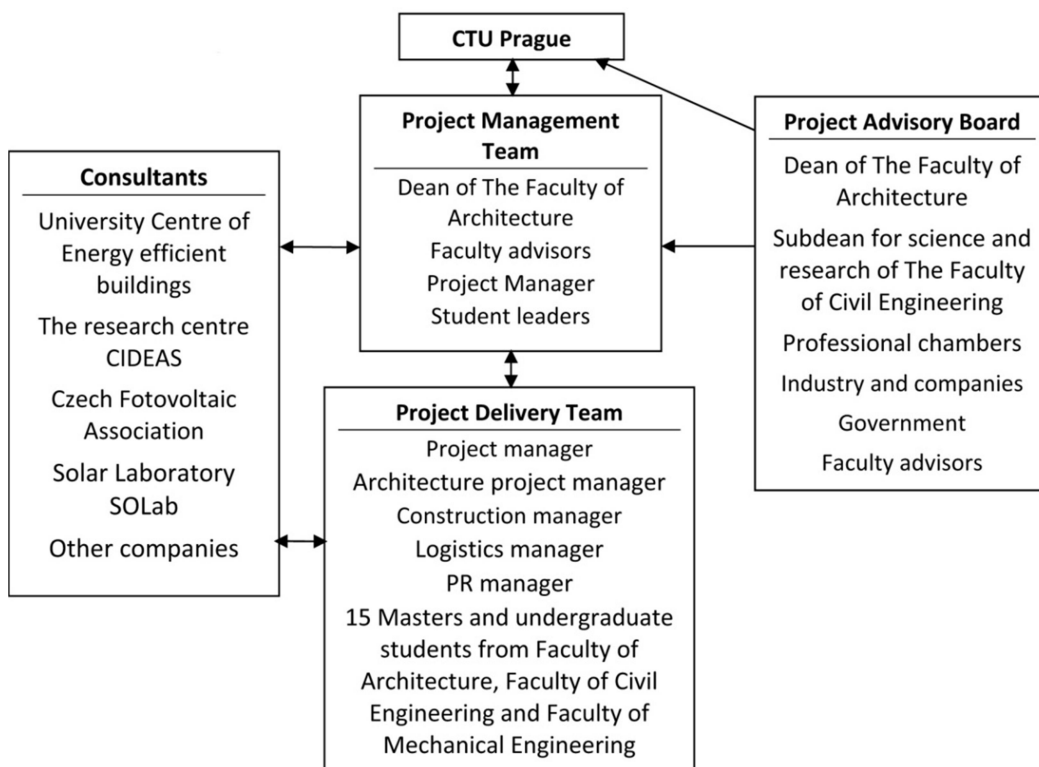 CTU Prague
Project Management
Team
Dean of The Faculty of
Architecture
Faculty advisors
Project Manager
Student leaders
Project Advisory Board
Dean of The Faculty of
Architecture
Subdean for science and
research of The Faculty
of Civil Engineering
Professional chambers
Industry and companies
Government
Faculty advisors
Consultants
University Centre of
Energy efficient
buildings
The research centre
CIDEAS
Czech Fotovoltaic
Association
Solar Laboratory
SOLab
Other companies
Project Delivery Team
Project manager
Architecture project manager
Construction manager
Logistics manager
PR manager
15 Masters and undergraduate
students from Faculty of
Architecture, Faculty of Civil
Engineering and Faculty of
Mechanical Engineering